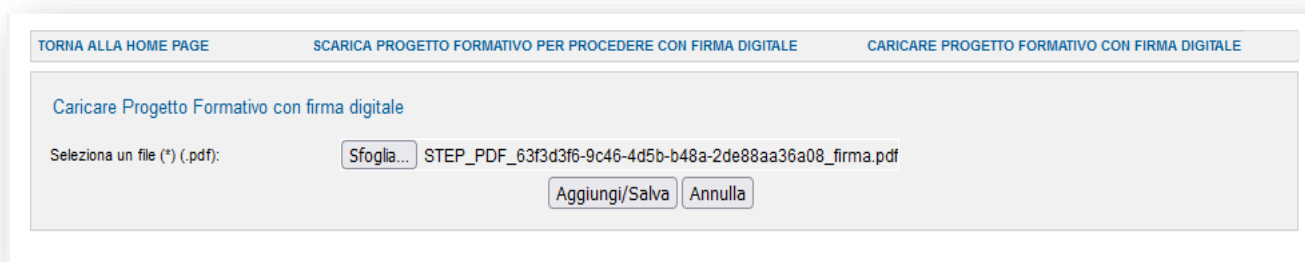 TORNA ALLA HOME PAGE SCARICA PROGETTO FORMATIVO PER PROCEDERE CON FIRMA DIGITALE CARICARE PROGETTO FORMATIVO CON FIRMA DIGITALE
Caricare Progetto Formativo con firma digitale
Seleziona un file (*) (.pdf): Sfoglia... STEP_PDF_63f3d3f6-9c46-4d5b-b48a-2de88aa36a08_firma.pdf
Aggiungi/Salva Annulla